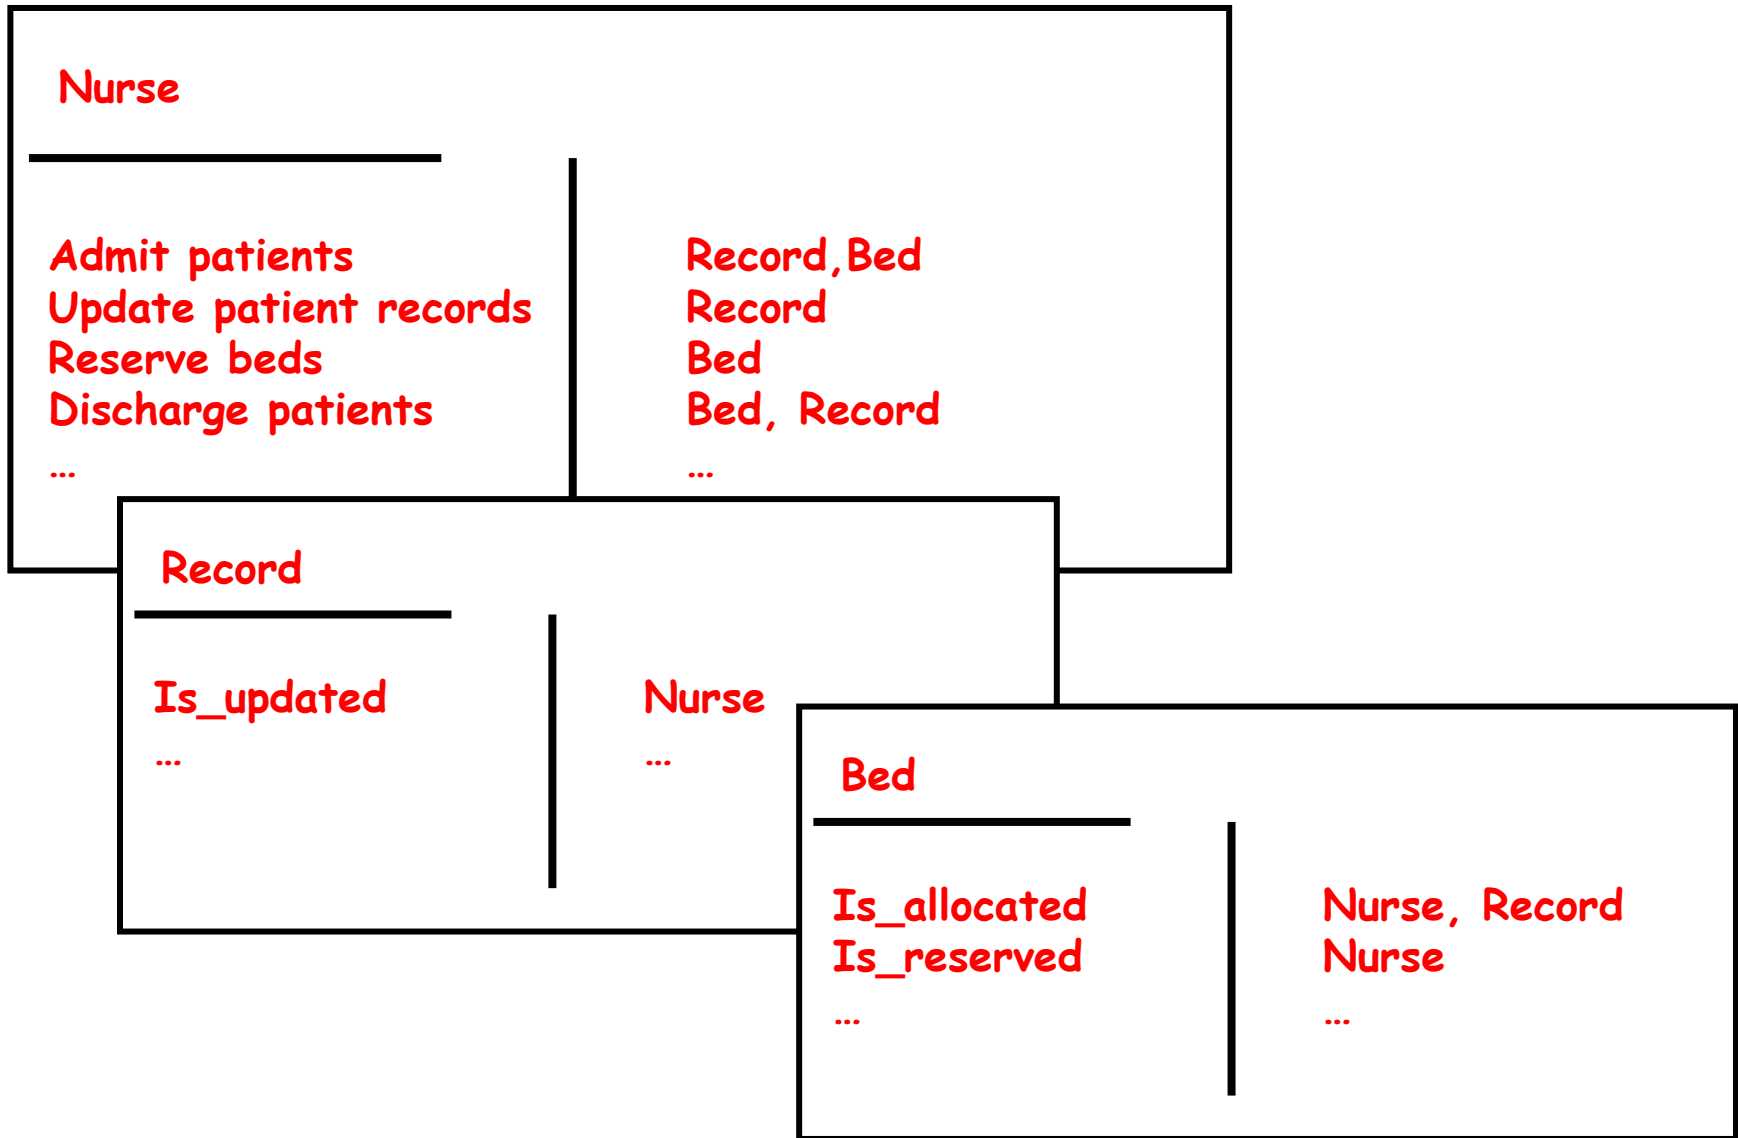 Nurse
Admit patients Record,Bed
Update patient records Record
Reserve beds Bed
Discharge patients Bed, Record
… …
Record
Is_updated Nurse
… …
Bed
Is_allocated Nurse, Record
Is_reserved Nurse
… …